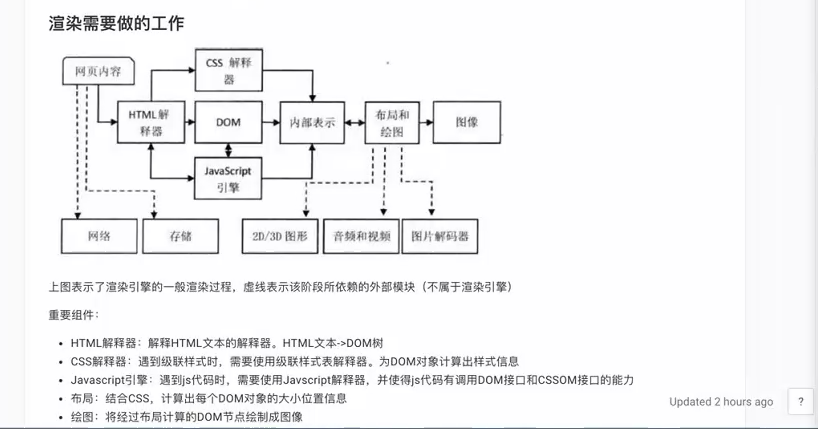 渲染需要做的工作
网页内容
CSS 解释
器
HTML解
释器
DOM
内部表示
布局和
绘图
图像
JavaScript
引擎
网络
存储
2D/3D 图形
音频和视频
图片解码器
上图表示了渲染引擎的一般渲染过程，虚线表示该阶段所依赖的外部模块（不属于渲染引擎）
重要组件：
• HTML解释器：解释HTML文本的解释器。HTML文本->DOM树
• CSS解释器：遇到级联样式时，需要使用级联样式表解释器。为DOM对象计算出样式信息
• Javascript引擎：遇到js代码时，需要使用Javscript解释器，并使得js代码有调用DOM接口和CSSOM接口的能力
• 布局：结合CSS，计算出每个DOM对象的大小位置信息
• 绘图：将经过布局计算的DOM节点绘制成图像
Updated 2 hours ago
?